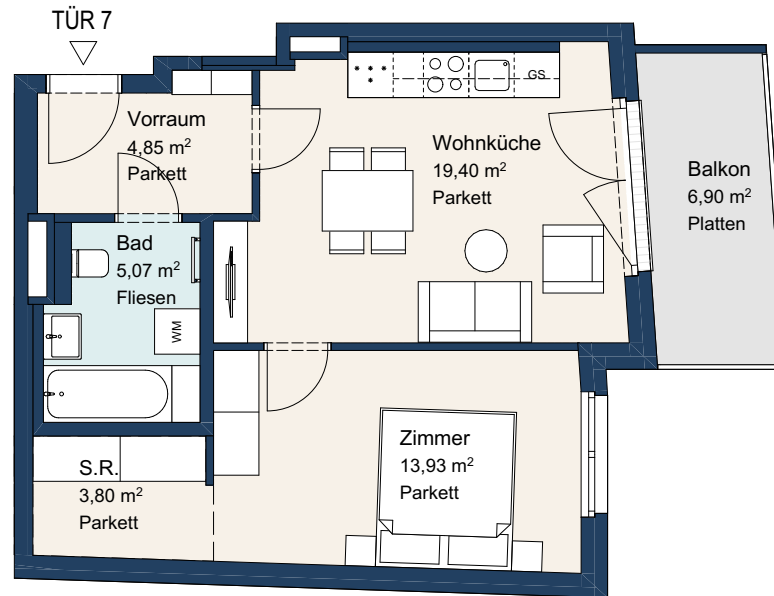 TÜR 7
Vorraum
4,85 m²
Parkett
Wohnküche
19,40 m²
Parkett
GS
Balkon
6,90 m²
Platten
Bad
5,07 m²
Fliesen
WM
Zimmer
13,93 m²
Parkett
S.R.
3,80 m²
Parkett